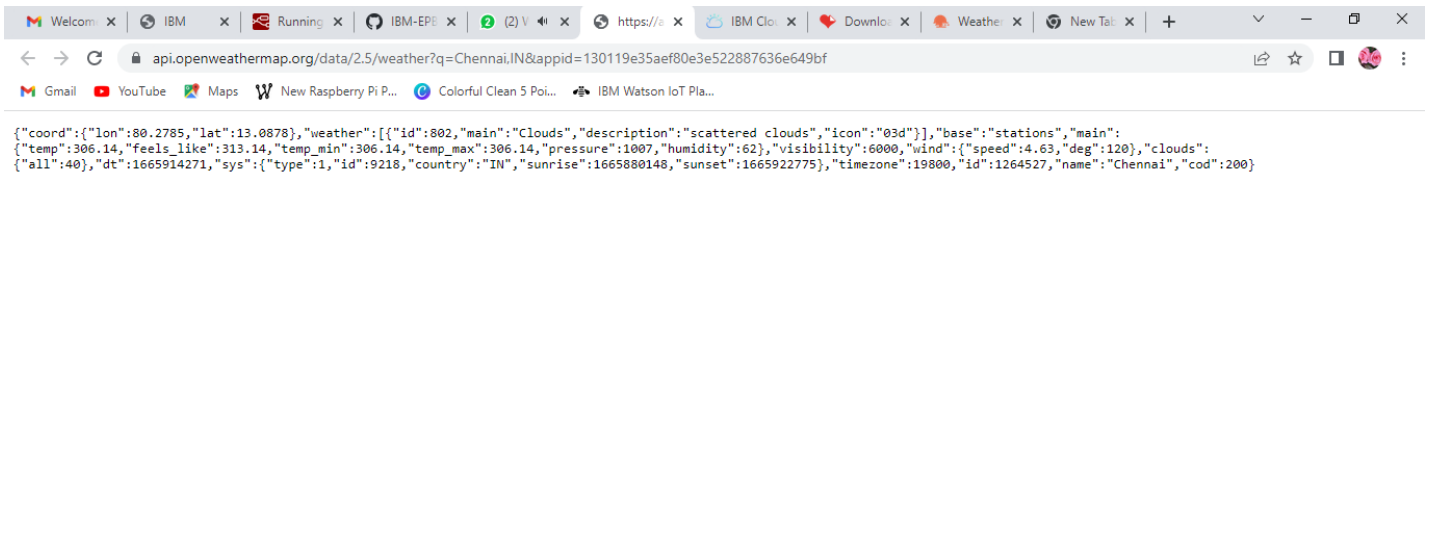 Welcom IBM Running IBM-EPB (2) V https://a IBM Clou Downloa Weather New Tab
api.openweathermap.org/data/2.5/weather?q=Chennai,IN&appid=130119e35aef80e3e522887636e649bf
Gmail YouTube Maps New Raspberry Pi P... Colorful Clean 5 Poi... IBM Watson IoT Pla...
{"coord":{"lon":80.2785,"lat":13.0878},"weather":[{"id":802,"main":"Clouds","description":"scattered clouds","icon":"03d"}],"base":"stations","main":
{"temp":306.14,"feels_like":313.14,"temp_min":306.14,"temp_max":306.14,"pressure":1007,"humidity":62},"visibility":6000,"wind":{"speed":4.63,"deg":120},"clouds":
{"all":40},"dt":1665914271,"sys":{"type":1,"id":9218,"country":"IN","sunrise":1665880148,"sunset":1665922775},"timezone":19800,"id":1264527,"name":"Chennai","cod":200}